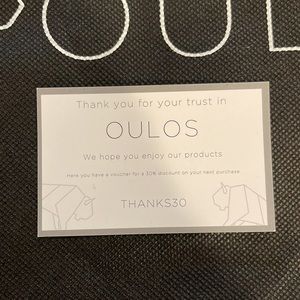 OUL
Thank you for your trust in
OULOS
We hope you enjoy our products
Here you have a voucher for a 30% discount on your next purchase.
THANKS30